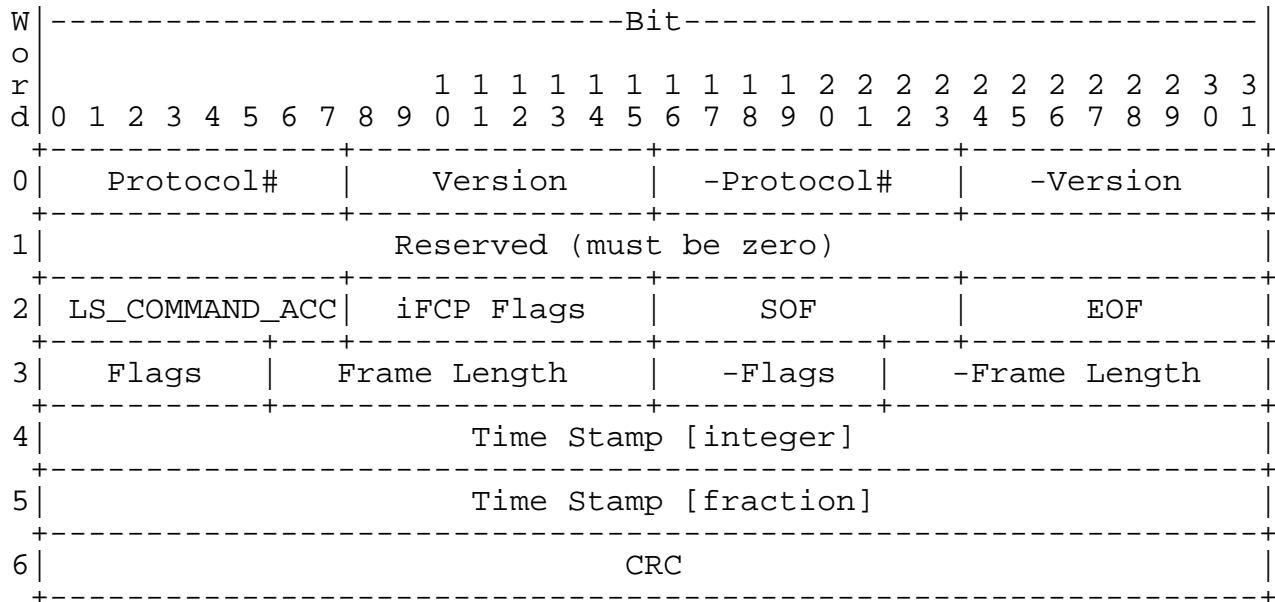 W|------------------------------Bit------------------------------|
o|                                                               |
r|                    1 1 1 1 1 1 1 1 1 1 2 2 2 2 2 2 2 2 2 2 3 3|
d|0 1 2 3 4 5 6 7 8 9 0 1 2 3 4 5 6 7 8 9 0 1 2 3 4 5 6 7 8 9 0 1|
 +---------------+---------------+---------------+---------------+
0|   Protocol#   |    Version    |  -Protocol#   |   -Version    |
 +---------------+---------------+---------------+---------------+
1|                  Reserved (must be zero)                      |
 +---------------+---------------+---------------+---------------+
2| LS_COMMAND_ACC|  iFCP Flags   |     SOF       |      EOF      |
 +-----------+---+---------------+-----------+---+---------------+
3|   Flags   |   Frame Length    |   -Flags  |   -Frame Length   |
 +-----------+-------------------+-----------+-------------------+
4|                      Time Stamp [integer]                     |
 +---------------------------------------------------------------+
5|                      Time Stamp [fraction]                    |
 +---------------------------------------------------------------+
6|                              CRC                              |
 +---------------------------------------------------------------+